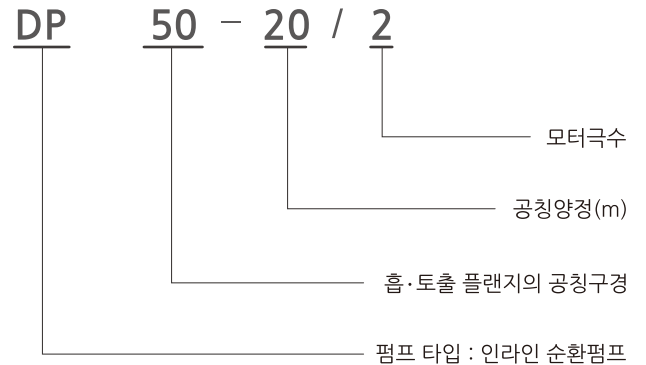 DP 50 – 20 / 2
모터극수
공칭양정(m)
흡·토출 플랜지의 공칭구경
펌프 타입 : 인라인 순환펌프